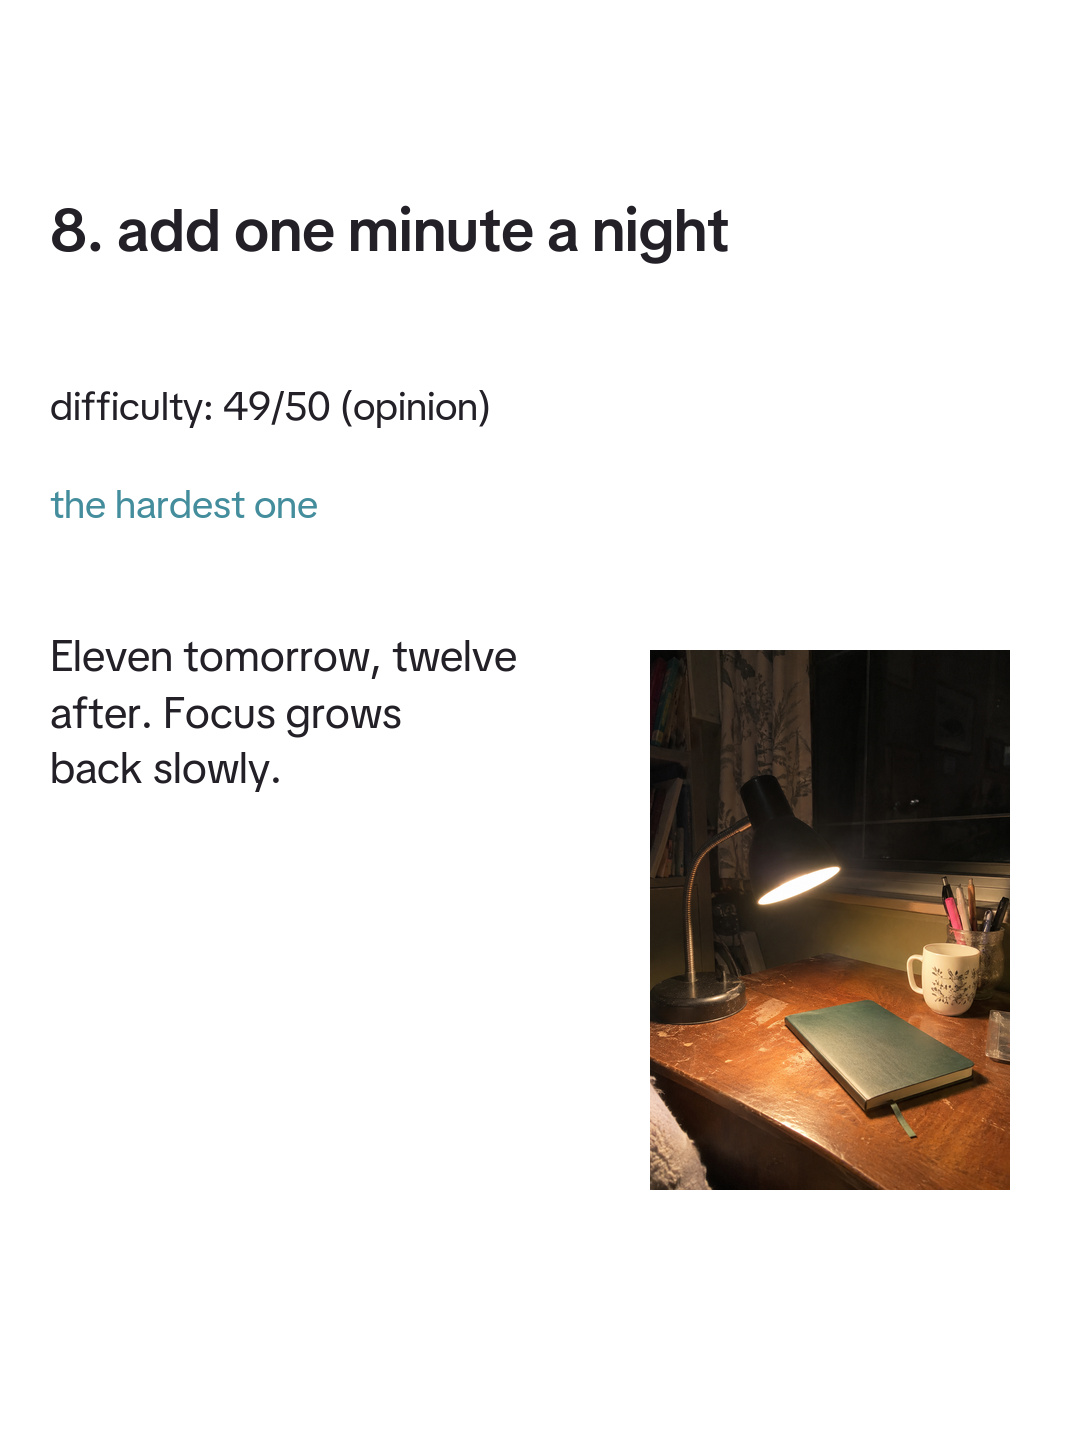 8. add one minute a night
difficulty: 49/50 (opinion)
the hardest one
Eleven tomorrow, twelve
after. Focus grows
back slowly.